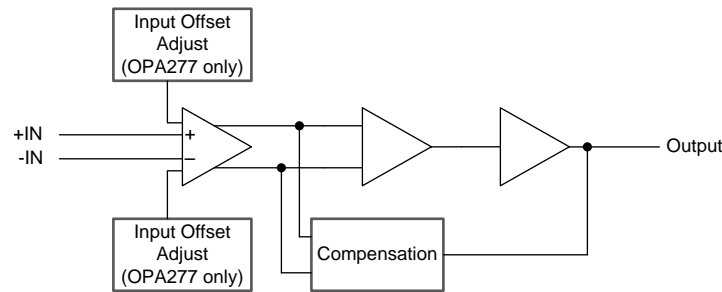 Input Offset
Adjust
(OPA277 only)
+IN
-IN
+
−
Output
Input Offset
Adjust
(OPA277 only)
Compensation